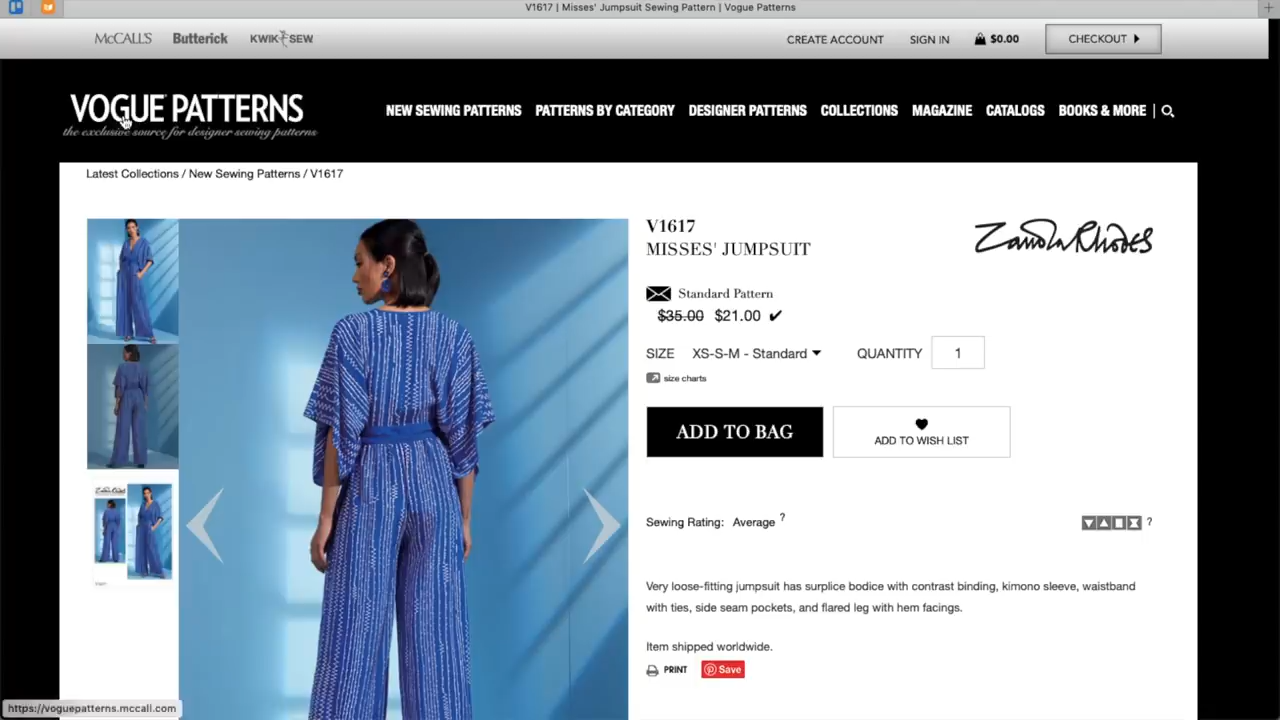 V1617 | Misses' Jumpsuit Sewing Pattern | Vogue Patterns
McCALL'S Butterick KWIK SEW CREATE ACCOUNT SIGN IN $0.00 CHECKOUT
VOGUE PATTERNS
the exclusive source for designer sewing patterns
NEW SEWING PATTERNS PATTERNS BY CATEGORY DESIGNER PATTERNS COLLECTIONS MAGAZINE CATALOGS BOOKS & MORE |
Latest Collections / New Sewing Patterns / V1617
V1617
MISSES' JUMPSUIT
Zandra Rhodes
Standard Pattern
$35.00 $21.00 ✔
SIZE XS-S-M - Standard QUANTITY 1
size charts
ADD TO BAG
ADD TO WISH LIST
Sewing Rating: Average ? ?
Very loose-fitting jumpsuit has surplice bodice with contrast binding, kimono sleeve, waistband
with ties, side seam pockets, and flared leg with hem facings.
Item shipped worldwide.
PRINT Save
https://voguepatterns.mccall.com